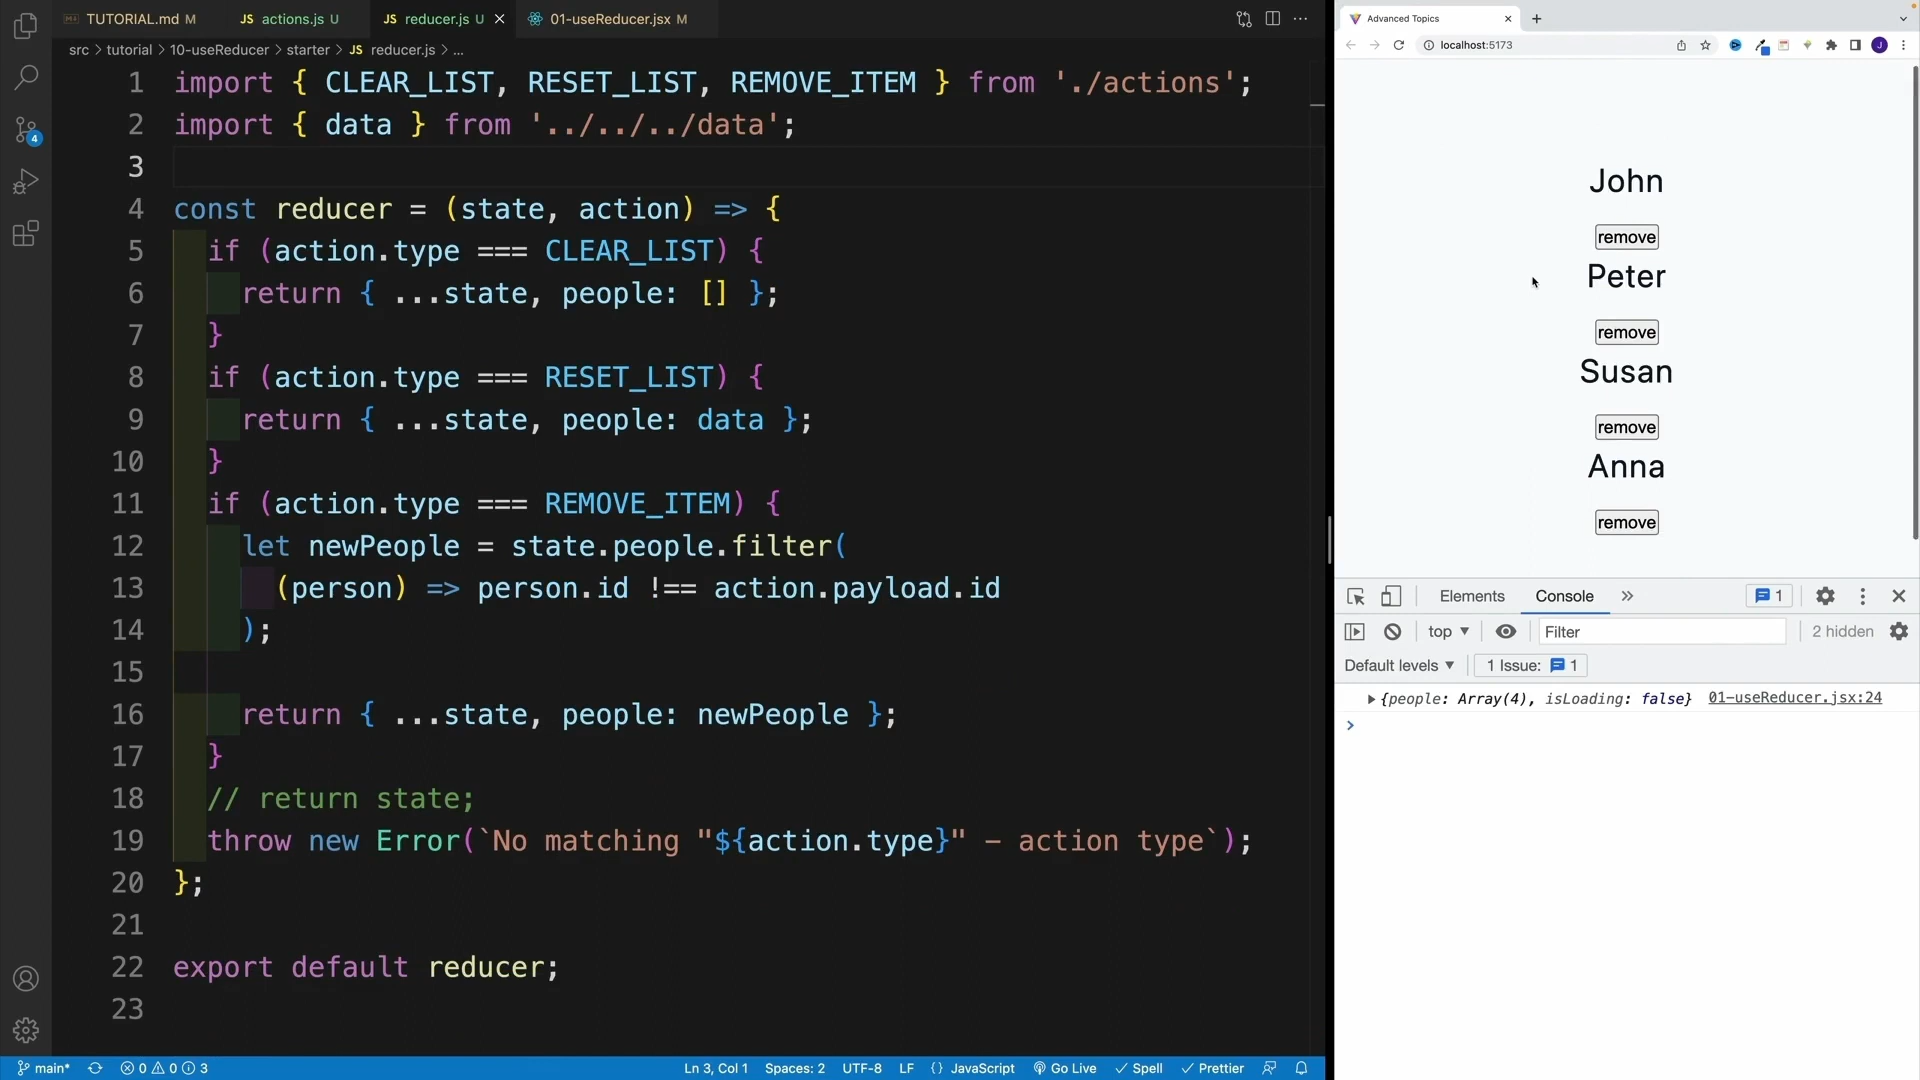 TUTORIAL.md M
JS actions.js U
JS reducer.js U
01-useReducer.jsx M
src > tutorial > 10-useReducer > starter > JS reducer.js > ...
1 import { CLEAR_LIST, RESET_LIST, REMOVE_ITEM } from './actions';
2 import { data } from '../../../data';
3
4 const reducer = (state, action) => {
5 if (action.type === CLEAR_LIST) {
6 return { ...state, people: [] };
7 }
8 if (action.type === RESET_LIST) {
9 return { ...state, people: data };
10 }
11 if (action.type === REMOVE_ITEM) {
12 let newPeople = state.people.filter(
13 (person) => person.id !== action.payload.id
14 );
15
16 return { ...state, people: newPeople };
17 }
18 // return state;
19 throw new Error(`No matching "${action.type}" - action type`);
20 };
21
22 export default reducer;
23
4
main* 0 0 3 Ln 3, Col 1 Spaces: 2 UTF-8 LF {} JavaScript Go Live Spell Prettier
Advanced Topics
localhost:5173
J
John
remove
Peter
remove
Susan
remove
Anna
remove
Elements Console » 1
top Filter 2 hidden
Default levels 1 Issue: 1
{people: Array(4), isLoading: false} 01-useReducer.jsx:24